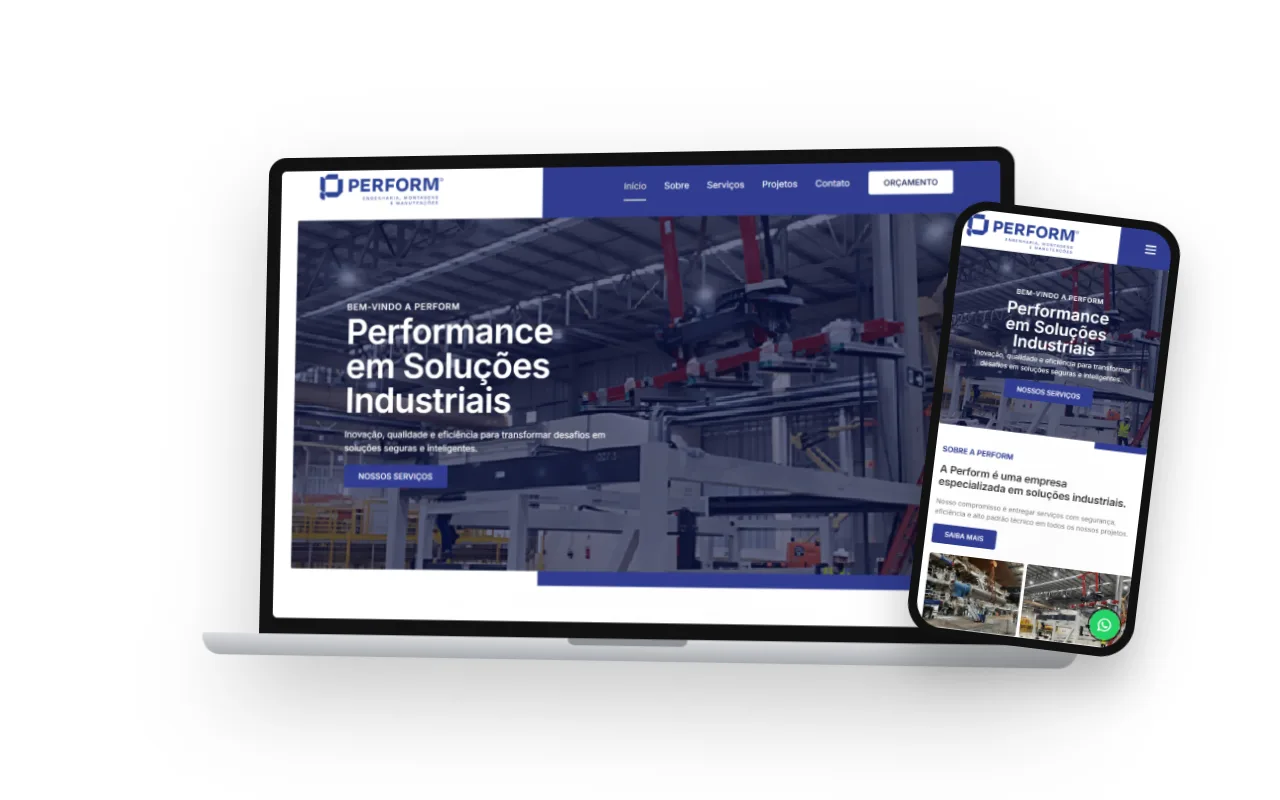 PERFORM
ENGENHARIA, MONTAGENS
E MANUTENÇÕES
Início
Sobre
Serviços
Projetos
Contato
ORÇAMENTO
BEM-VINDO A PERFORM
Performance
em Soluções
Industriais
Inovação, qualidade e eficiência para transformar desafios em
soluções seguras e inteligentes.
NOSSOS SERVIÇOS
PERFORM
ENGENHARIA, MONTAGENS
E MANUTENÇÕES
BEM-VINDO A PERFORM
Performance
em Soluções
Industriais
Inovação, qualidade e eficiência para transformar
desafios em soluções seguras e inteligentes.
NOSSOS SERVIÇOS
SOBRE A PERFORM
A Perform é uma empresa
especializada em soluções industriais.
Nosso compromisso é entregar serviços com segurança,
eficiência e alto padrão técnico em todos os nossos projetos.
SAIBA MAIS